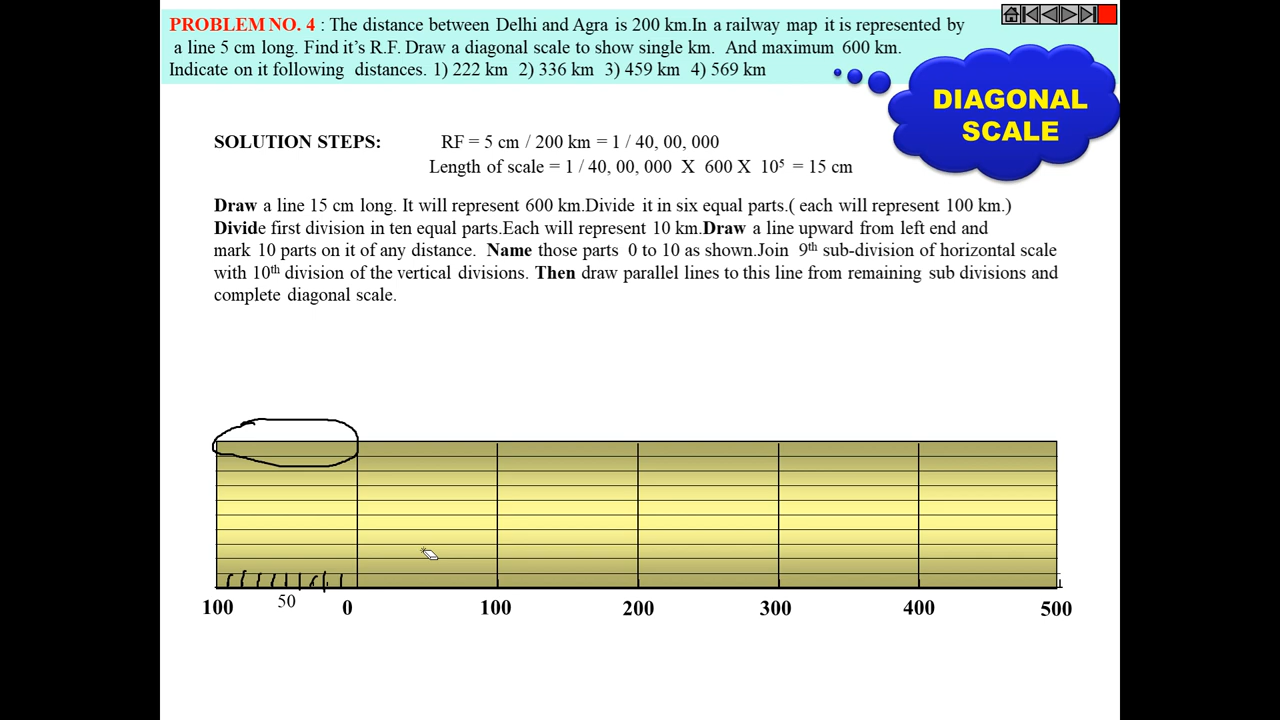 PROBLEM NO. 4 : The distance between Delhi and Agra is 200 km.In a railway map it is represented by
a line 5 cm long. Find it’s R.F. Draw a diagonal scale to show single km. And maximum 600 km.
Indicate on it following distances. 1) 222 km 2) 336 km 3) 459 km 4) 569 km
DIAGONAL
SCALE
SOLUTION STEPS: RF = 5 cm / 200 km = 1 / 40, 00, 000
Length of scale = 1 / 40, 00, 000 X 600 X 10⁵ = 15 cm
Draw a line 15 cm long. It will represent 600 km.Divide it in six equal parts.( each will represent 100 km.)
Divide first division in ten equal parts.Each will represent 10 km.Draw a line upward from left end and
mark 10 parts on it of any distance. Name those parts 0 to 10 as shown.Join 9th sub-division of horizontal scale
with 10th division of the vertical divisions. Then draw parallel lines to this line from remaining sub divisions and
complete diagonal scale.
100 50 0 100 200 300 400 500